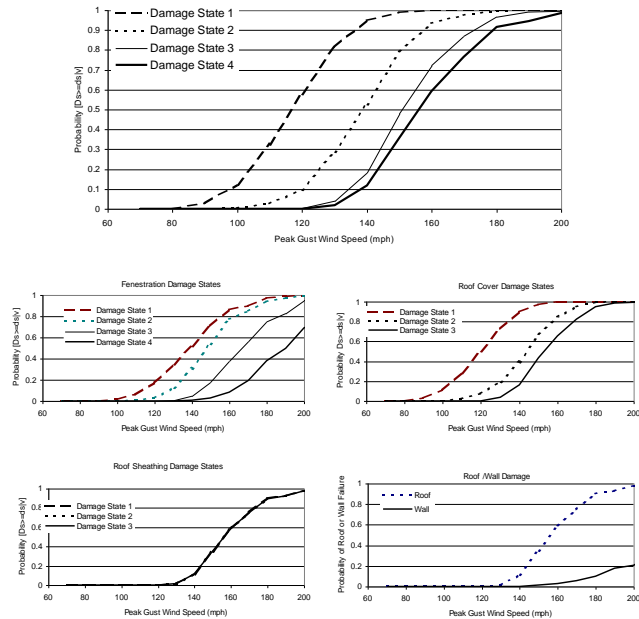 Damage State 1
Damage State 2
Damage State 3
Damage State 4
Probability [Ds>=ds|v]
1
0.9
0.8
0.7
0.6
0.5
0.4
0.3
0.2
0.1
0
60 80 100 120 140 160 180 200
Peak Gust Wind Speed (mph)
Fenestration Damage States
Damage State 1
Damage State 2
Damage State 3
Damage State 4
Probability [Ds>=ds|v]
1
0.8
0.6
0.4
0.2
0
60 80 100 120 140 160 180 200
Peak Gust Wind Speed (mph)
Roof Cover Damage States
Damage State 1
Damage State 2
Damage State 3
Probability Ds>=ds|v]
1
0.8
0.6
0.4
0.2
0
60 80 100 120 140 160 180 200
Peak Gust Wind Speed (mph)
Roof Sheathing Damage States
Damage State 1
Damage State 2
Damage State 3
Probability [Ds>=ds|v]
1
0.8
0.6
0.4
0.2
0
60 80 100 120 140 160 180 200
Peak Gust Wind Speed (mph)
Roof /Wall Damage
Roof
Wall
Probability of Roof or Wall Failure
1
0.8
0.6
0.4
0.2
0
60 80 100 120 140 160 180 200
Peak Gust Wind Speed (mph)